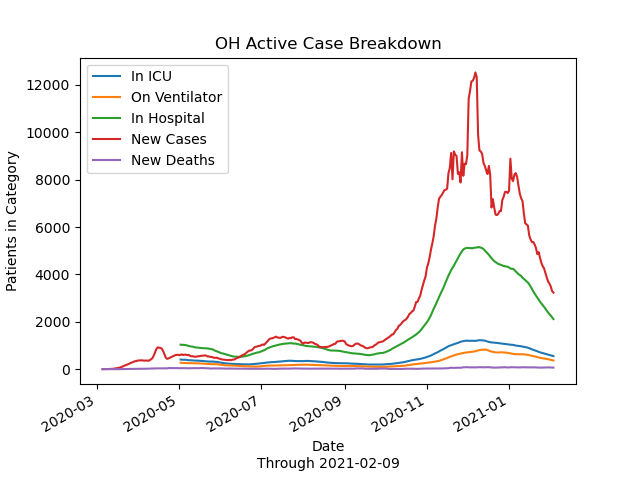 OH Active Case Breakdown
In ICU
On Ventilator
In Hospital
New Cases
New Deaths
Patients in Category
12000
10000
8000
6000
4000
2000
0
2020-03
2020-05
2020-07
2020-09
2020-11
2021-01
Date
Through 2021-02-09